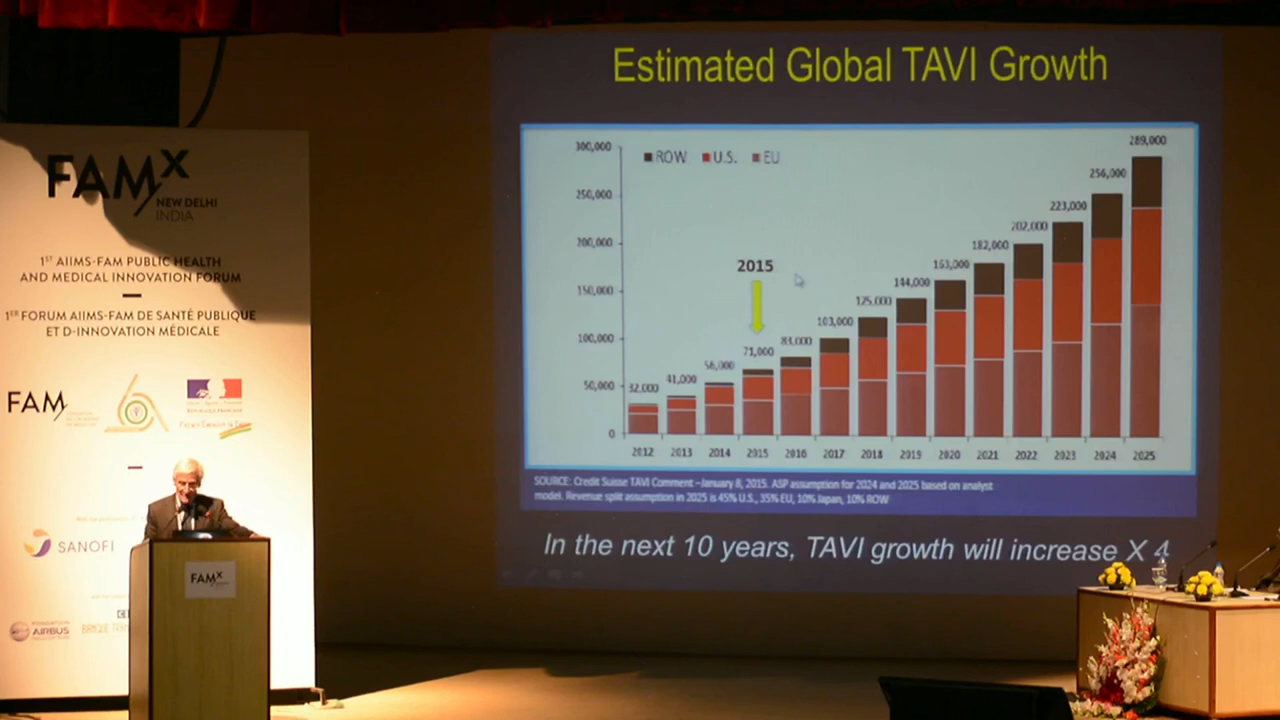 FAMx
NEW DELHI
INDIA
1ST AIIMS-FAM PUBLIC HEALTH
AND MEDICAL INNOVATION FORUM
1ER FORUM AIIMS-FAM DE SANTÉ PUBLIQUE
ET D-INNOVATION MÉDICALE
FAM
SANOFI
AIRBUS
FAMx
Estimated Global TAVI Growth
ROW U.S. EU
300,000
250,000
200,000
150,000
100,000
50,000
0
2015
32,000
41,000
56,000
71,000
83,000
103,000
125,000
144,000
163,000
182,000
202,000
223,000
256,000
289,000
2012 2013 2014 2015 2016 2017 2018 2019 2020 2021 2022 2023 2024 2025
SOURCE: Credit Suisse TAVI Comment –January 8, 2015. ASP assumption for 2024 and 2025 based on analyst
model. Revenue split assumption in 2025 is 45% U.S., 35% EU, 10% Japan, 10% ROW
In the next 10 years, TAVI growth will increase X 4